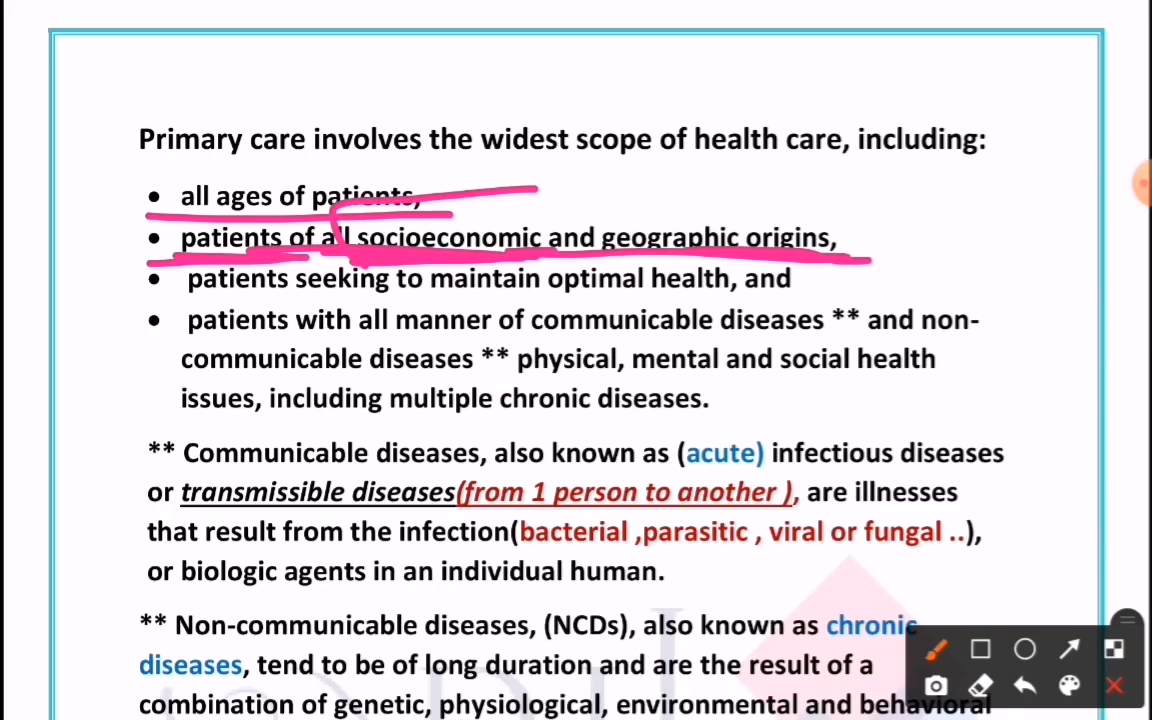 Primary care involves the widest scope of health care, including:
• all ages of patients,
• patients of all socioeconomic and geographic origins,
• patients seeking to maintain optimal health, and
• patients with all manner of communicable diseases ** and non-
communicable diseases ** physical, mental and social health
issues, including multiple chronic diseases.
** Communicable diseases, also known as (acute) infectious diseases
or transmissible diseases(from 1 person to another ), are illnesses
that result from the infection(bacterial ,parasitic , viral or fungal ..),
or biologic agents in an individual human.
** Non-communicable diseases, (NCDs), also known as chronic
diseases, tend to be of long duration and are the result of a
combination of genetic, physiological, environmental and behavioral